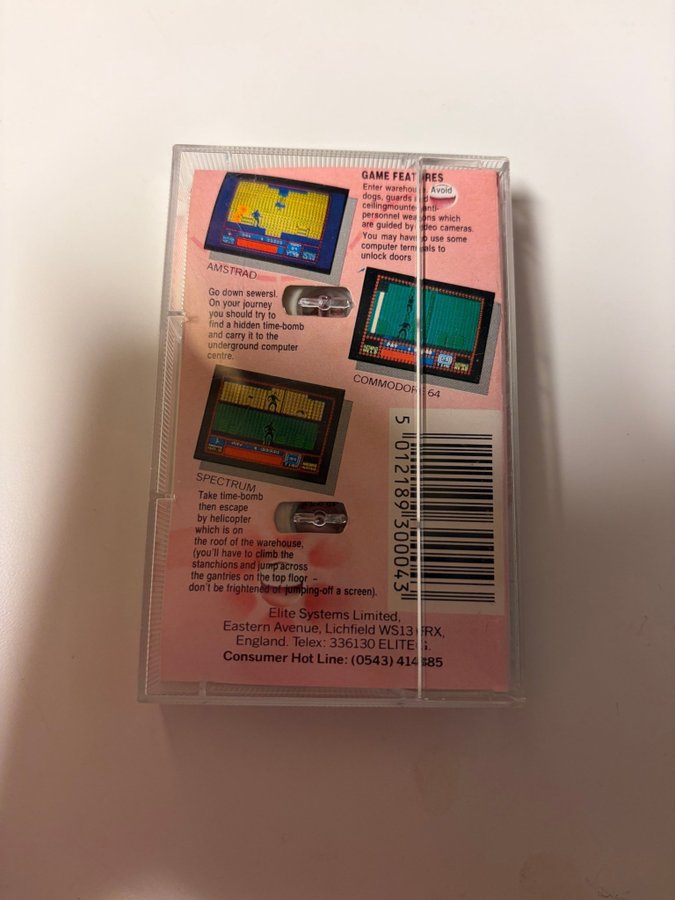 GAME FEATURES
Enter warehouse. Avoid
dogs, guards and
ceilingmounted anti-
personnel weapons which
are guided by video cameras.
You may have to use some
computer terminals to
unlock doors
AMSTRAD
Go down sewersl.
On your journey
you should try to
find a hidden time-bomb
and carry it to the
underground computer
centre.
COMMODORE 64
SPECTRUM
Take time-bomb
then escape
by helicopter
which is on
the roof of the warehouse,
(you'll have to climb the
stanchions and jump across
the gantries on the top floor –
don't be frightened of jumping-off a screen).
5 012189 300043
Elite Systems Limited,
Eastern Avenue, Lichfield WS13
England. Telex: 336130 ELITE G.
Consumer Hot Line: (0543)